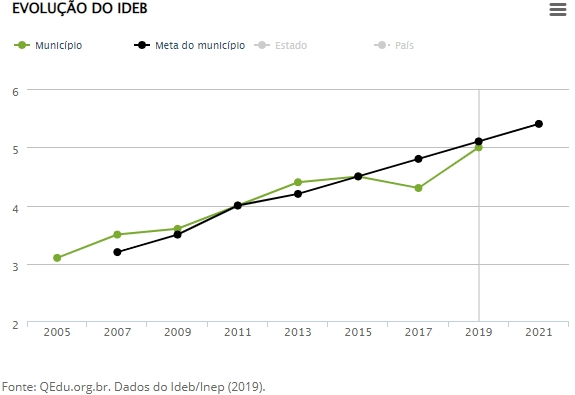 EVOLUÇÃO DO IDEB
Município Meta do município Estado País
6
5
4
3
2
2005 2007 2009 2011 2013 2015 2017 2019 2021
Fonte: QEdu.org.br. Dados do Ideb/Inep (2019).